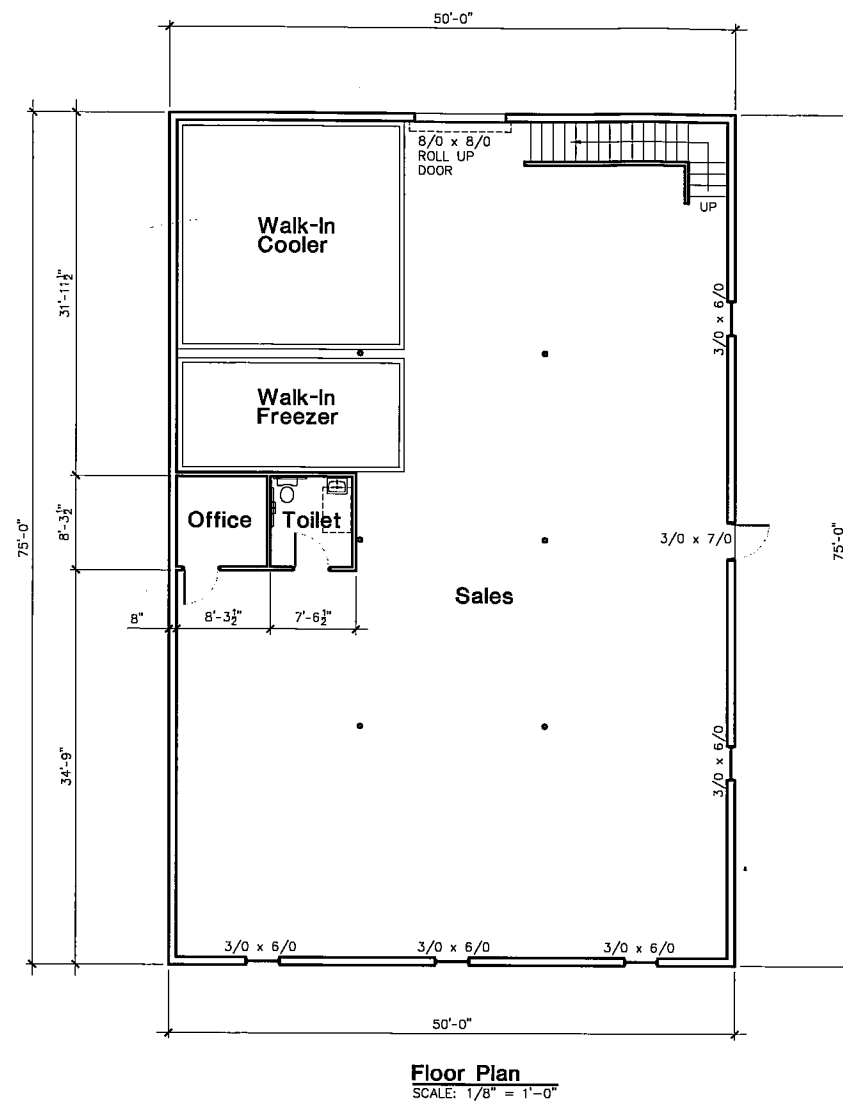 50'-0"
8/0 x 8/0
ROLL UP
DOOR
UP
Walk-In
Cooler
31'-11½"
3/0 x 6/0
Walk-In
Freezer
Office
Toilet
8'-3½"
75'-0"
3/0 x 7/0
75'-0"
Sales
8"
8'-3½"
7'-6½"
34'-9"
3/0 x 6/0
3/0 x 6/0
3/0 x 6/0
3/0 x 6/0
50'-0"
Floor Plan
SCALE: 1/8" = 1'-0"